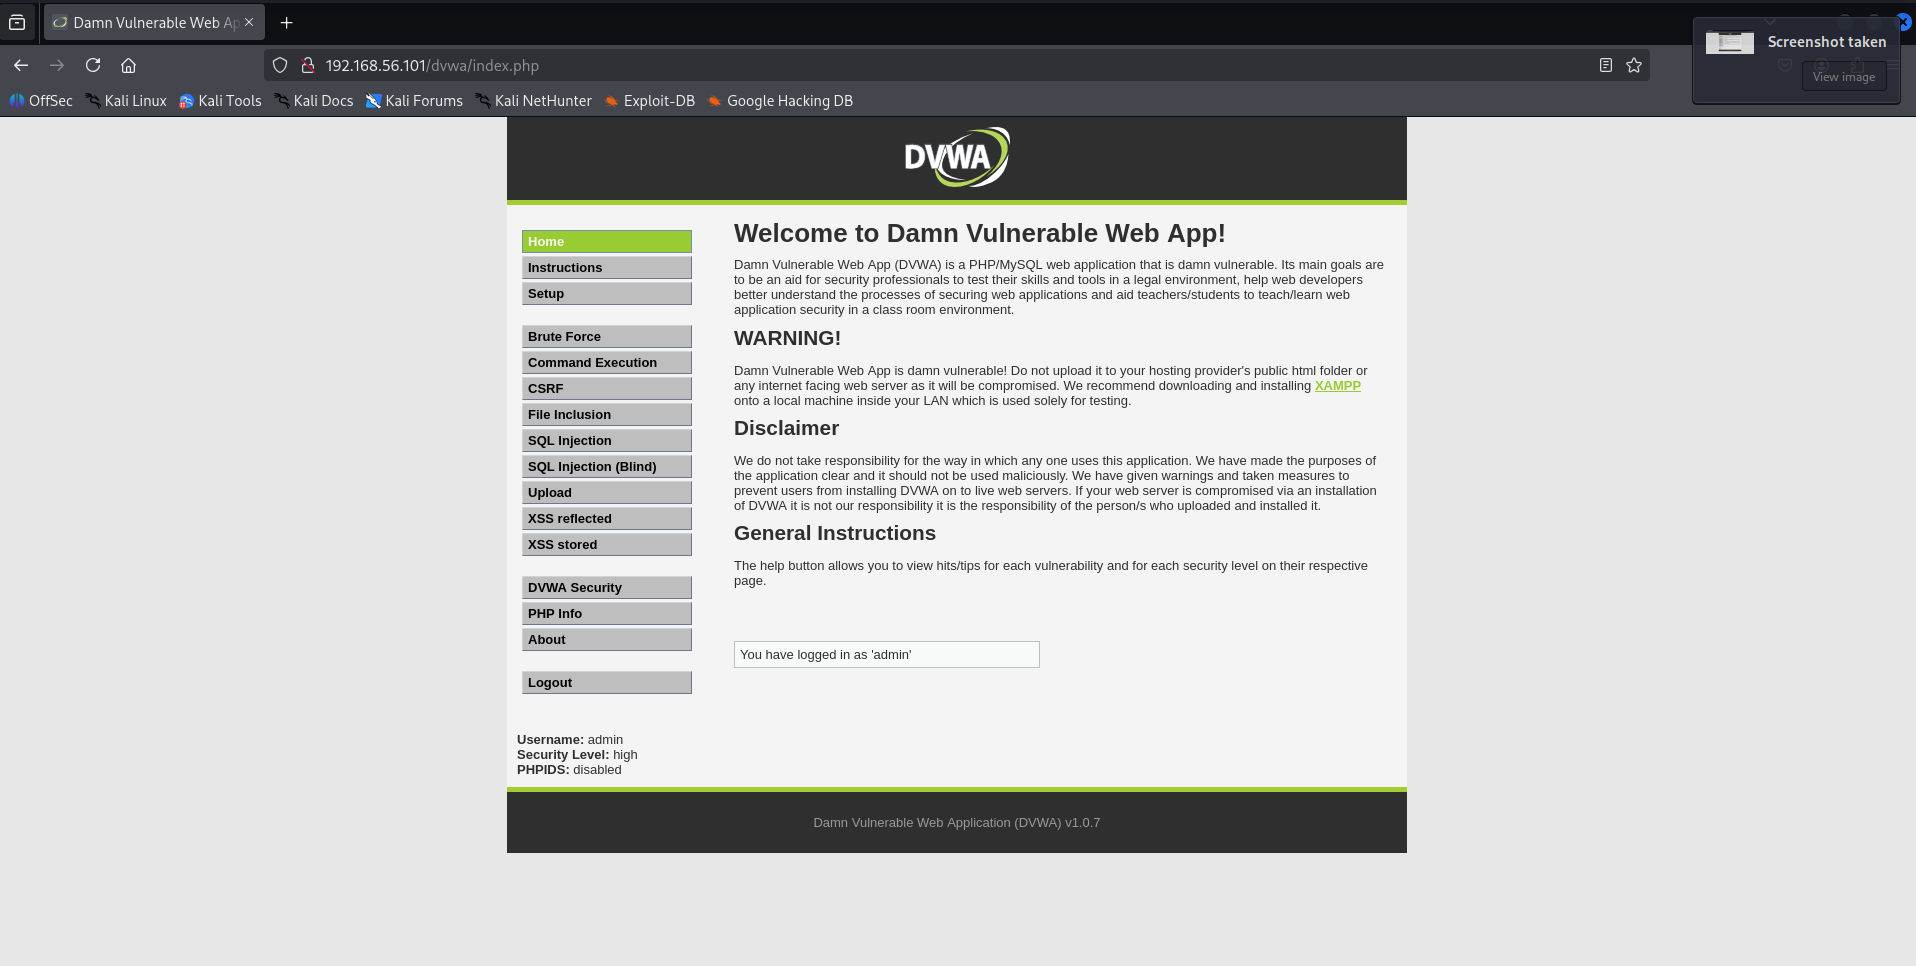 Damn Vulnerable Web Ap
Screenshot taken
View image
192.168.56.101/dvwa/index.php
OffSec
Kali Linux
Kali Tools
Kali Docs
Kali Forums
Kali NetHunter
Exploit-DB
Google Hacking DB
DVWA
Home
Instructions
Setup
Brute Force
Command Execution
CSRF
File Inclusion
SQL Injection
SQL Injection (Blind)
Upload
XSS reflected
XSS stored
DVWA Security
PHP Info
About
Logout
Username: admin
Security Level: high
PHPIDS: disabled
Welcome to Damn Vulnerable Web App!
Damn Vulnerable Web App (DVWA) is a PHP/MySQL web application that is damn vulnerable. Its main goals are
to be an aid for security professionals to test their skills and tools in a legal environment, help web developers
better understand the processes of securing web applications and aid teachers/students to teach/learn web
application security in a class room environment.
WARNING!
Damn Vulnerable Web App is damn vulnerable! Do not upload it to your hosting provider's public html folder or
any internet facing web server as it will be compromised. We recommend downloading and installing XAMPP
onto a local machine inside your LAN which is used solely for testing.
Disclaimer
We do not take responsibility for the way in which any one uses this application. We have made the purposes of
the application clear and it should not be used maliciously. We have given warnings and taken measures to
prevent users from installing DVWA on to live web servers. If your web server is compromised via an installation
of DVWA it is not our responsibility it is the responsibility of the person/s who uploaded and installed it.
General Instructions
The help button allows you to view hits/tips for each vulnerability and for each security level on their respective
page.
You have logged in as 'admin'
Damn Vulnerable Web Application (DVWA) v1.0.7